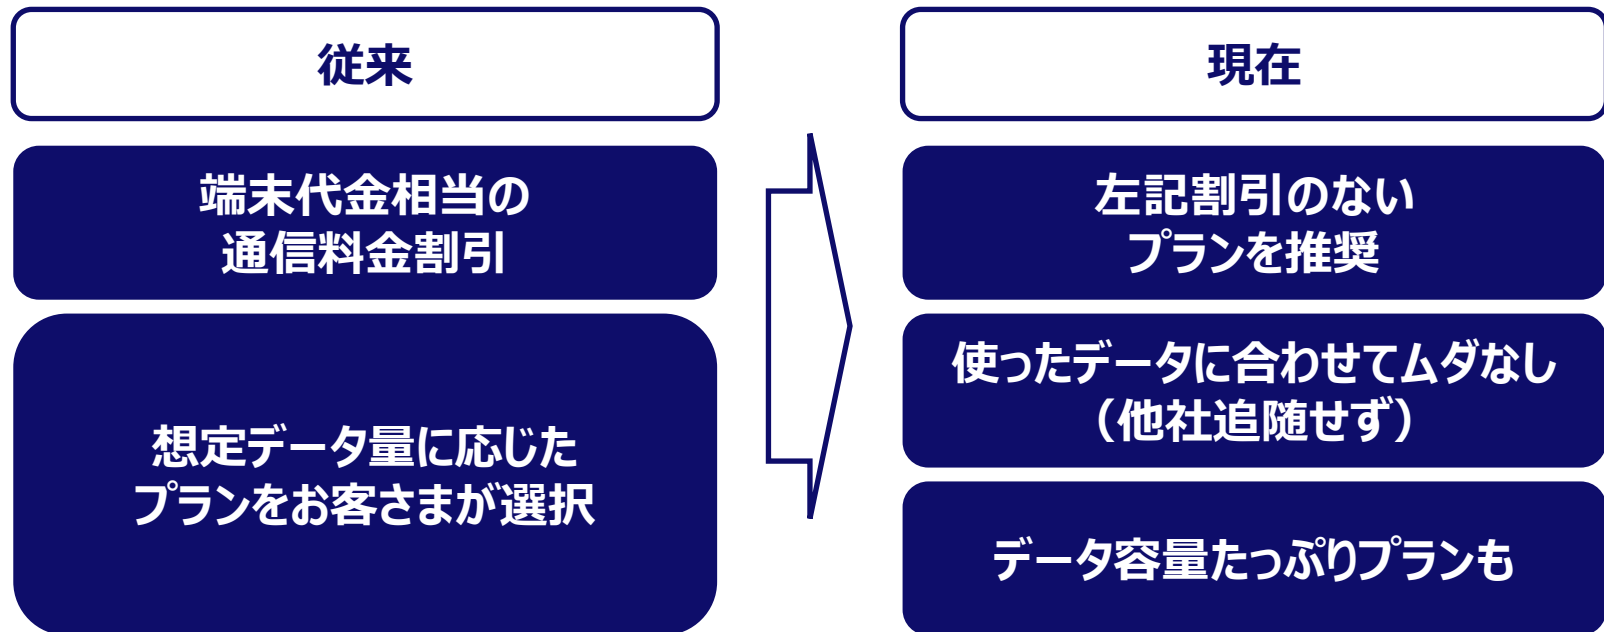 従来
端末代金相当の
通信料金割引
想定データ量に応じた
プランをお客さまが選択
現在
左記割引のない
プランを推奨
使ったデータに合わせてムダなし
（他社追随せず）
データ容量たっぷりプランも